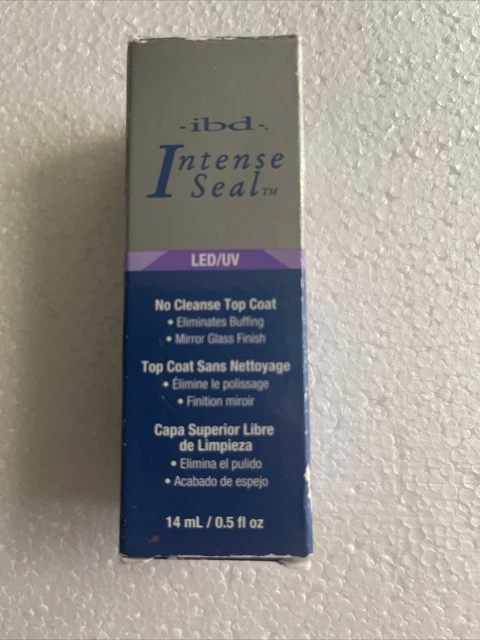 ·ibd·
Intense
Seal™
LED/UV
No Cleanse Top Coat
• Eliminates Buffing
• Mirror Glass Finish
Top Coat Sans Nettoyage
• Élimine le polissage
• Finition miroir
Capa Superior Libre
de Limpieza
• Elimina el pulido
• Acabado de espejo
14 mL / 0.5 fl oz